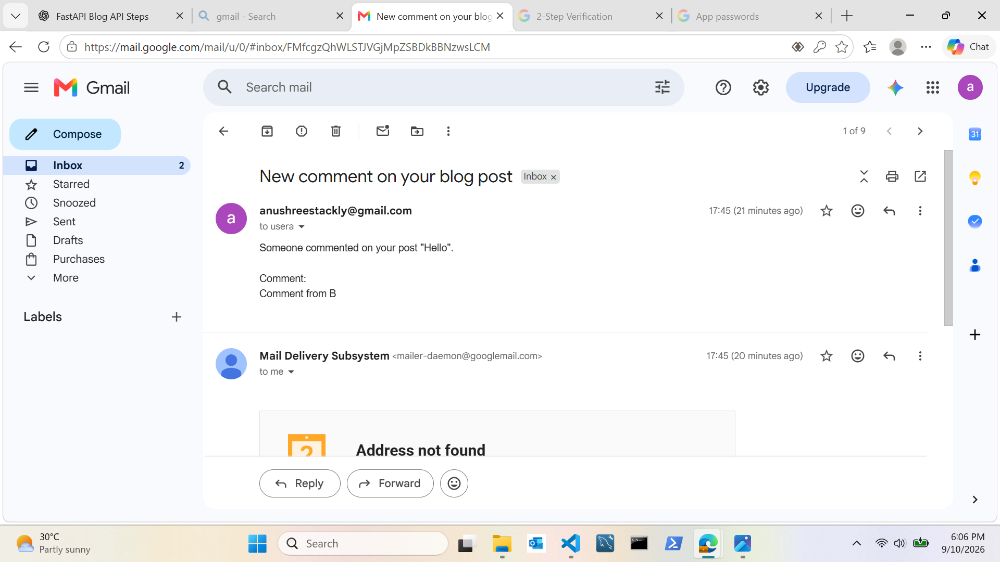 FastAPI Blog API Steps
gmail - Search
New comment on your blog
2-Step Verification
App passwords
https://mail.google.com/mail/u/0/#inbox/FMfcgzQhWLSTJVGjMpZSBDkBBNzwsLCM
Chat
Gmail
Search mail
Upgrade
a
Compose
1 of 9
31
Inbox 2
Starred
Snoozed
Sent
Drafts
Purchases
More
Labels
New comment on your blog post
Inbox ×
a
anushreestackly@gmail.com
17:45 (21 minutes ago)
to usera
Someone commented on your post "Hello".
Comment:
Comment from B
Mail Delivery Subsystem <mailer-daemon@googlemail.com>
17:45 (20 minutes ago)
to me
?
Address not found
Reply
Forward
30°C
Partly sunny
Search
6:06 PM
9/10/2026